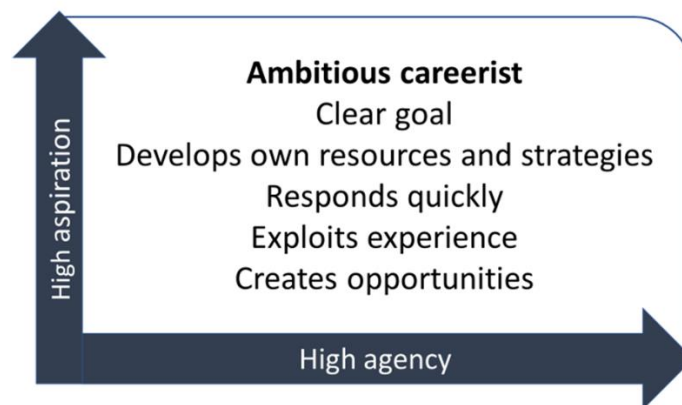 Ambitious careerist
Clear goal
Develops own resources and strategies
Responds quickly
Exploits experience
Creates opportunities
High aspiration
High agency